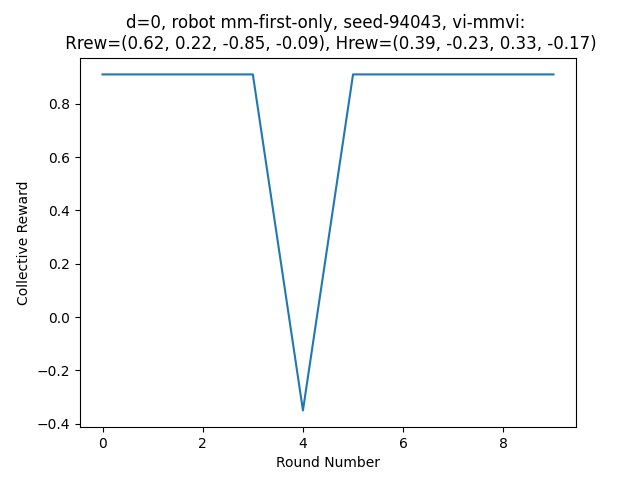 d=0, robot mm-first-only, seed-94043, vi-mmvi:
Rrew=(0.62, 0.22, -0.85, -0.09), Hrew=(0.39, -0.23, 0.33, -0.17)
Collective Reward
0.8
0.6
0.4
0.2
0.0
−0.2
−0.4
0 2 4 6 8
Round Number